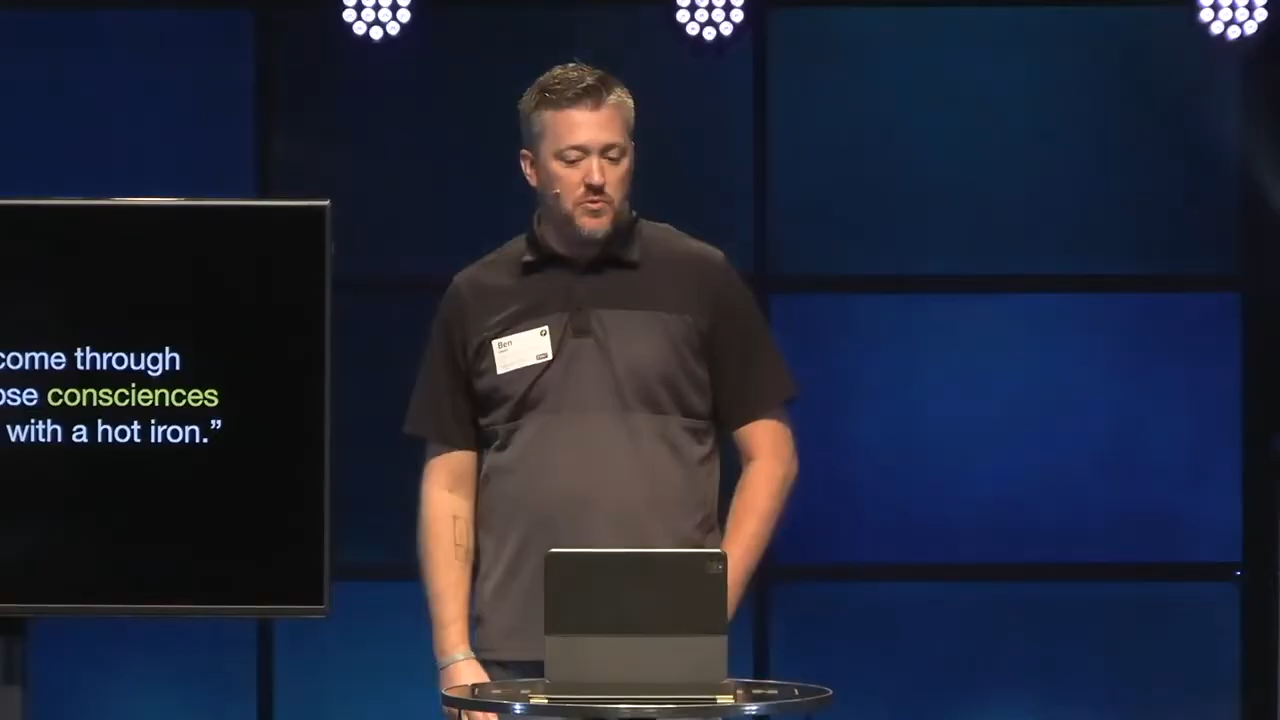 come through
ose consciences
with a hot iron.”
Ben